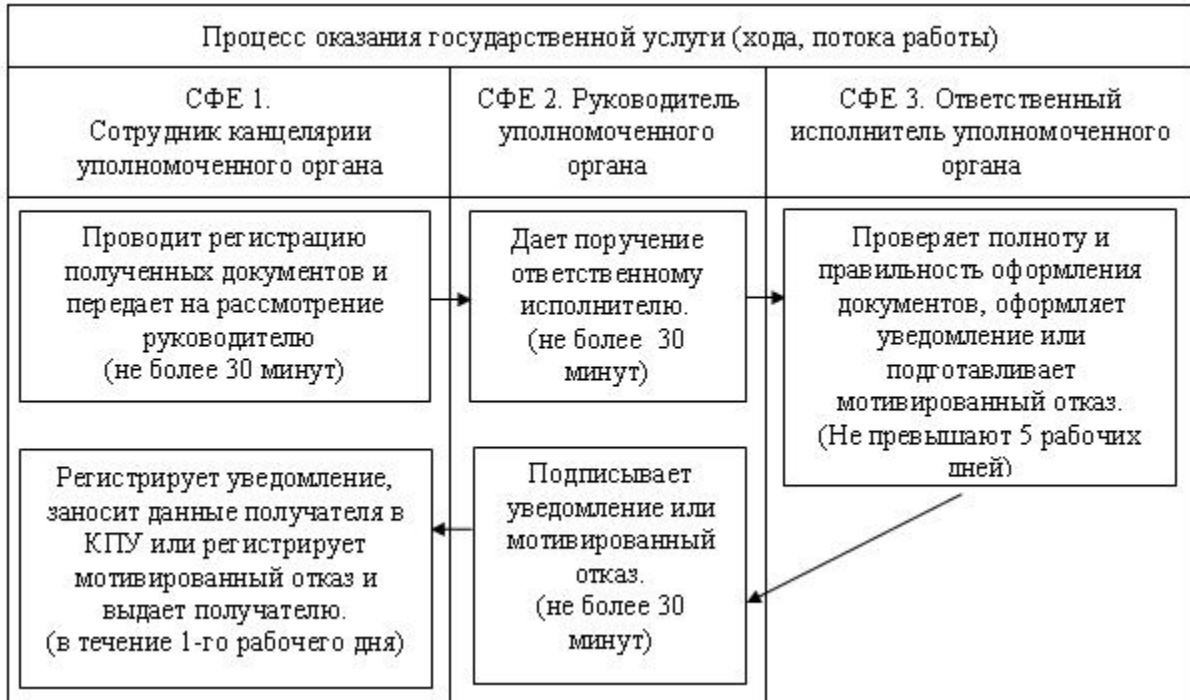 Процесс оказания государственной услуги (хода, потока работы)
СФЕ 1.
Сотрудник канцелярии
уполномоченного органа
СФЕ 2. Руководитель
уполномоченного
органа
СФЕ 3. Ответственный
исполнитель уполномоченного
органа
Проводит регистрацию
полученных документов и
передает на рассмотрение
руководителю
(не более 30 минут)
Дает поручение
ответственному
исполнителю.
(не более 30
минут)
Проверяет полноту и
правильность оформления
документов, оформляет
уведомление или
подготавливает
мотивированный отказ.
(Не превышают 5 рабочих
дней)
Регистрирует уведомление,
заносит данные получателя в
КПУ или регистрирует
мотивированный отказ и
выдает получателю.
(в течение 1-го рабочего дня)
Подписывает
уведомление или
мотивированный
отказ.
(не более 30
минут)